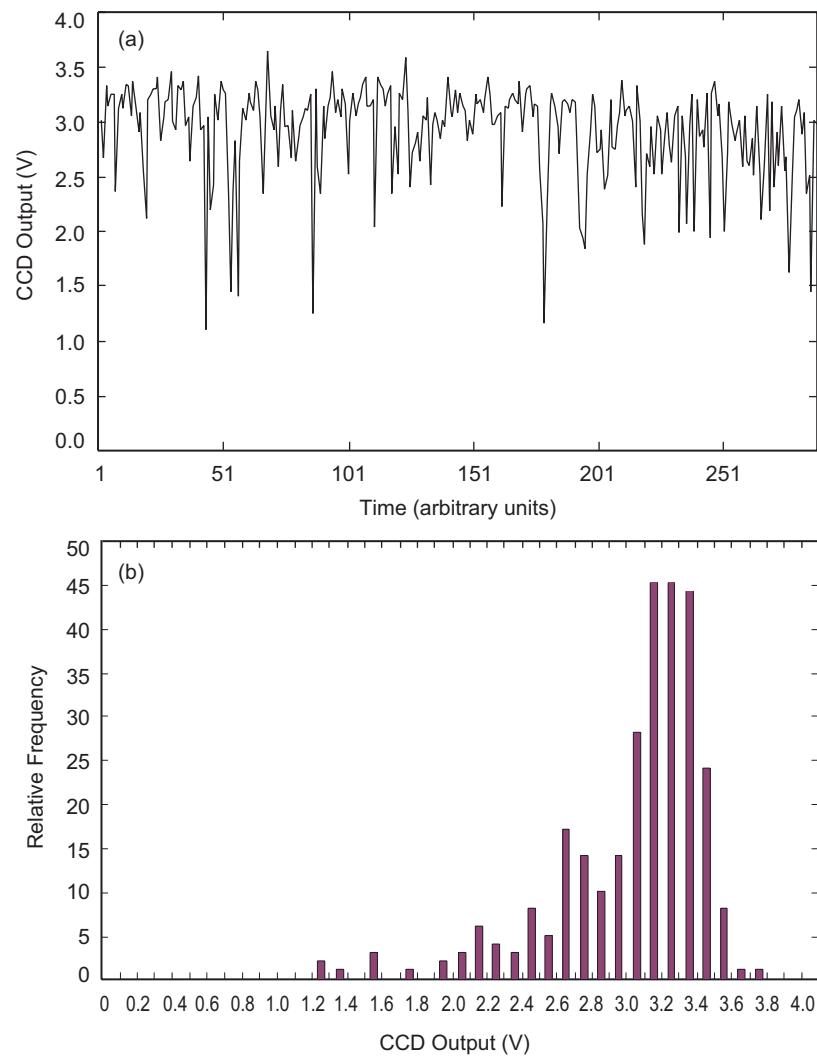 (a)
4.0
3.5
3.0
2.5
2.0
1.5
1.0
0.5
0.0
CCD Output (V)
1 51 101 151 201 251
Time (arbitrary units)
(b)
50
45
40
35
30
25
20
15
10
5
0
Relative Frequency
0 0.2 0.4 0.6 0.8 1.0 1.2 1.4 1.6 1.8 2.0 2.2 2.4 2.6 2.8 3.0 3.2 3.4 3.6 3.8 4.0
CCD Output (V)